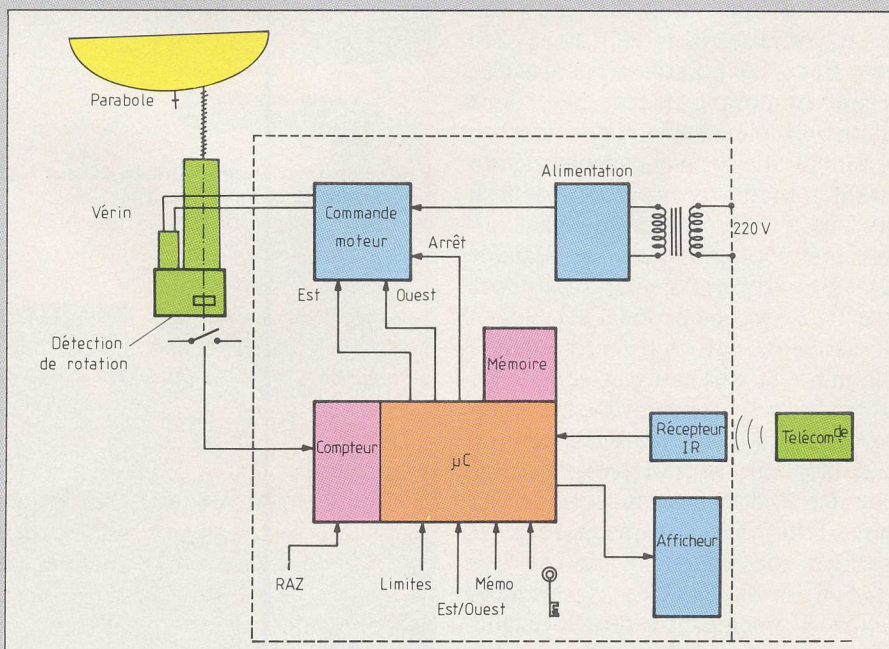 Parabole
Alimentation
Vérin
Commande
moteur
220 V
Arrêt
Est
Ouest
Détection
de rotation
Mémoire
Compteur
µC
Récepteur
IR
Télécomde
Afficheur
RAZ
Limites
Mémo
Est/Ouest